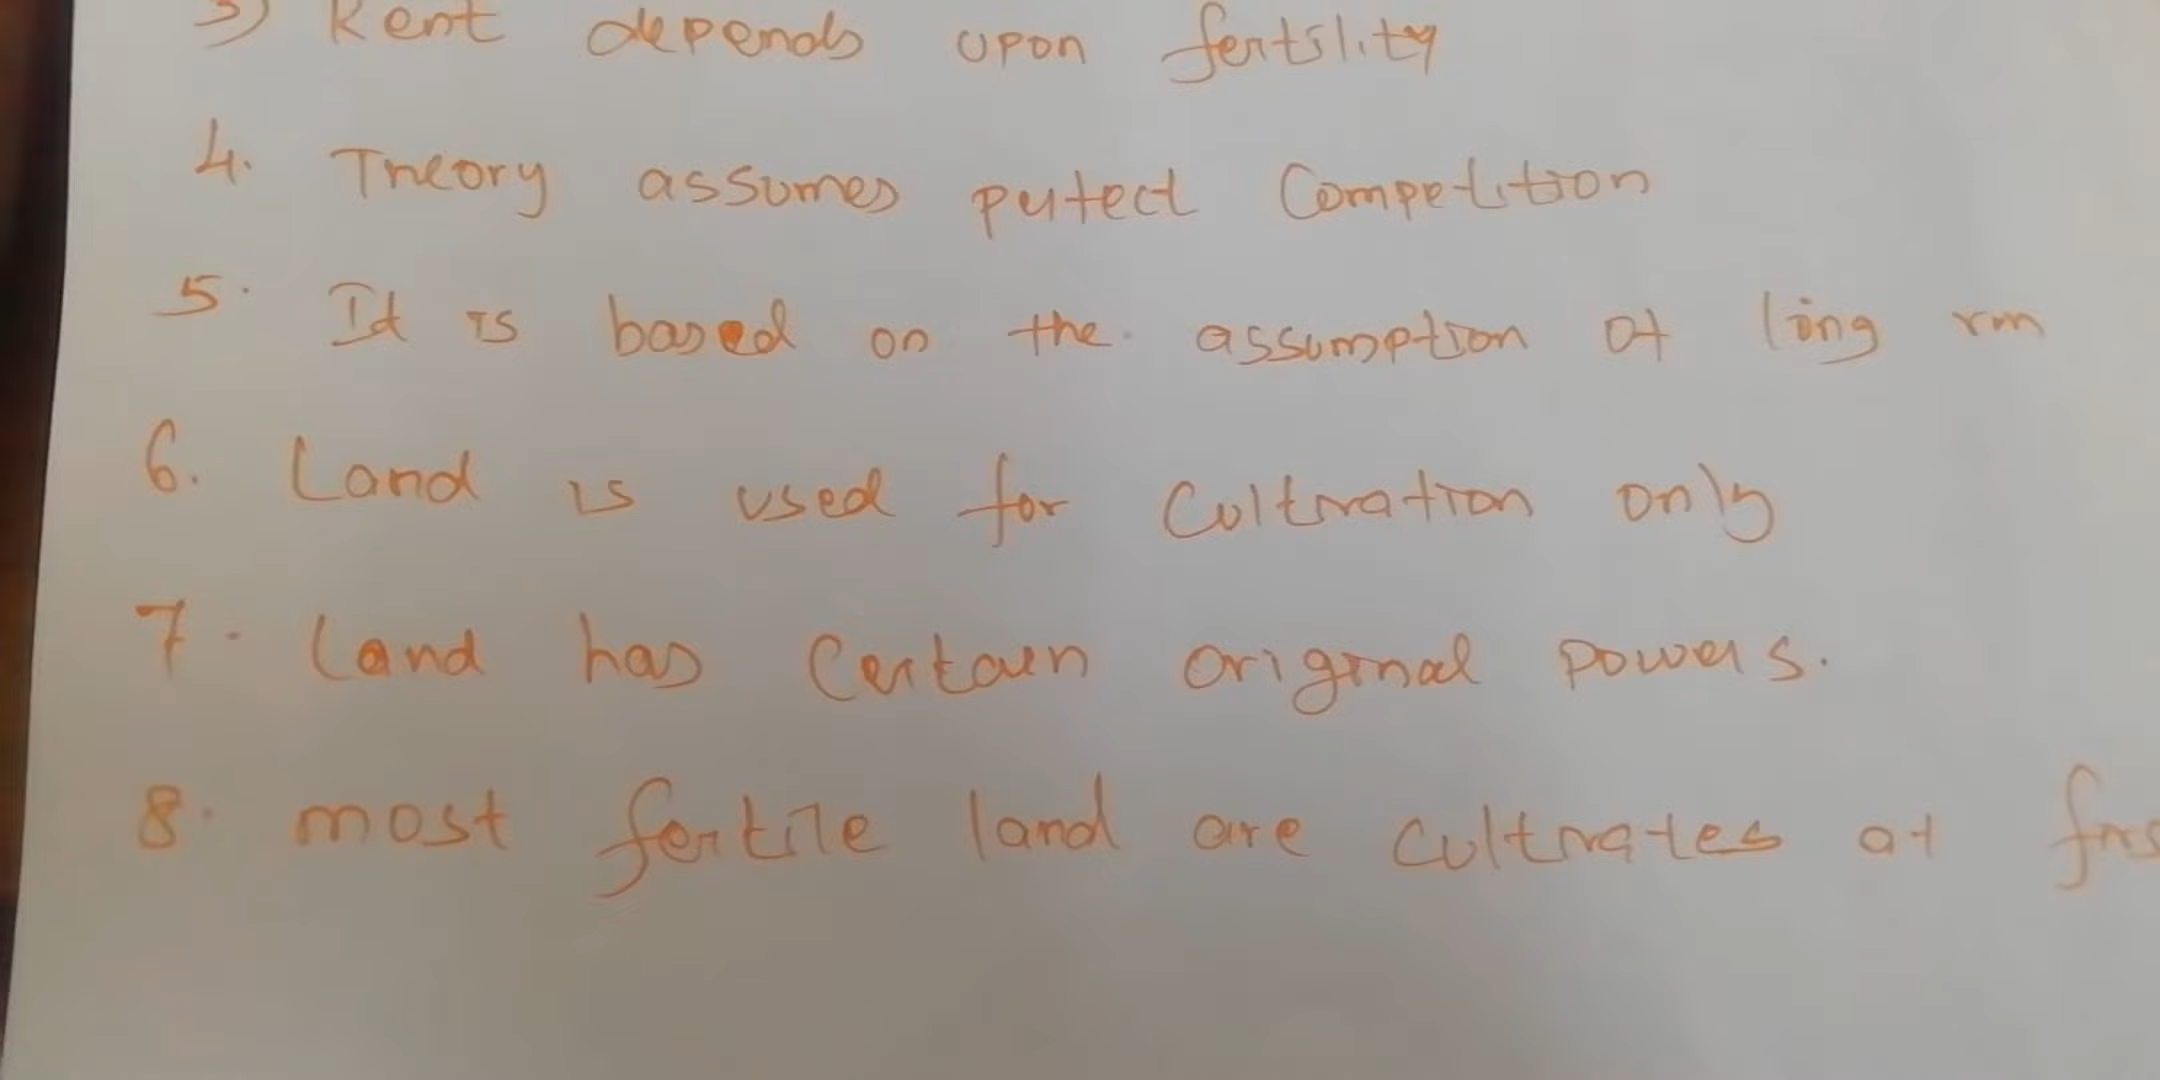 3) Rent depends upon fertility
4. Theory assumes perfect Competition
5. It is based on the assumption of long run
6. Land is used for Cultivation only
7. Land has Certain original powers.
8. most fertile land are cultivates at